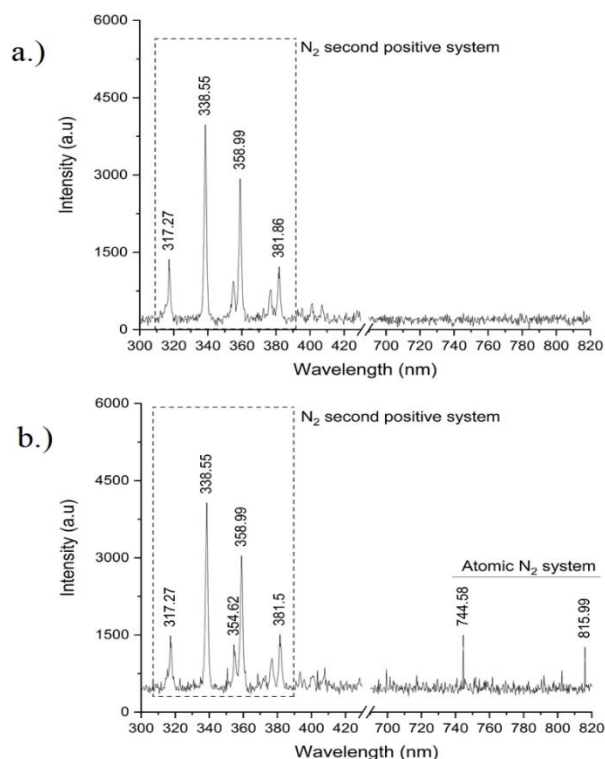 a.)
N₂ second positive system
6000
4500
3000
1500
0
Intensity (a.u)
317.27
338.55
358.99
381.86
300 320 340 360 380 400 420 700 720 740 760 780 800 820
Wavelength (nm)
b.)
N₂ second positive system
6000
4500
3000
1500
0
Intensity (a.u)
317.27
338.55
354.62
358.99
381.5
Atomic N₂ system
744.58
815.99
300 320 340 360 380 400 420 700 720 740 760 780 800 820
Wavelength (nm)